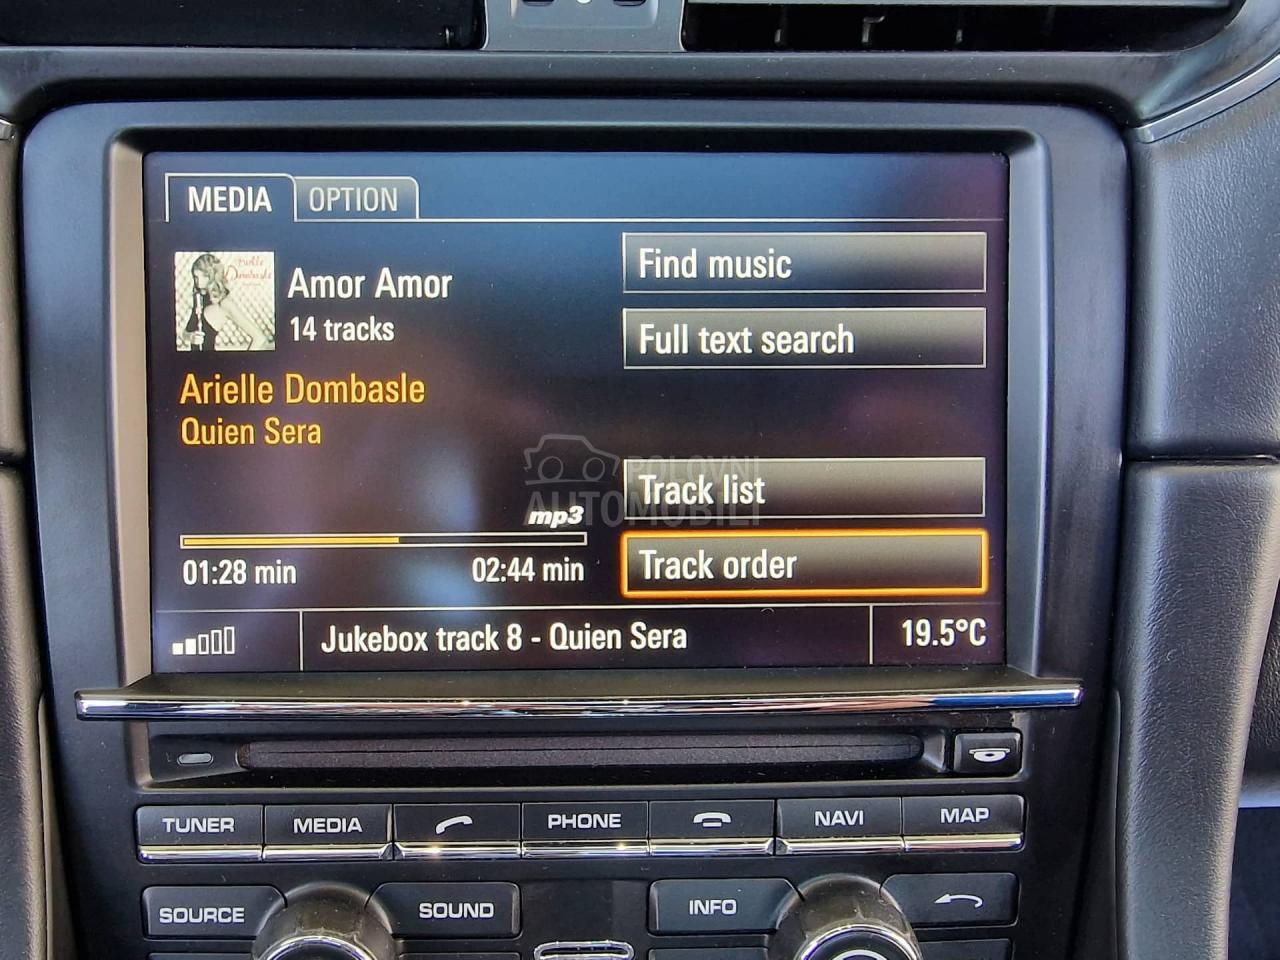 MEDIA
OPTION
Arielle
Dombasle
Amor Amor
14 tracks
Arielle Dombasle
Quien Sera
mp3
01:28 min
02:44 min
Find music
Full text search
Track list
Track order
POLOVNI
AUTOMOBILI
Jukebox track 8 - Quien Sera
19.5°C
TUNER
MEDIA
PHONE
NAVI
MAP
SOURCE
SOUND
INFO